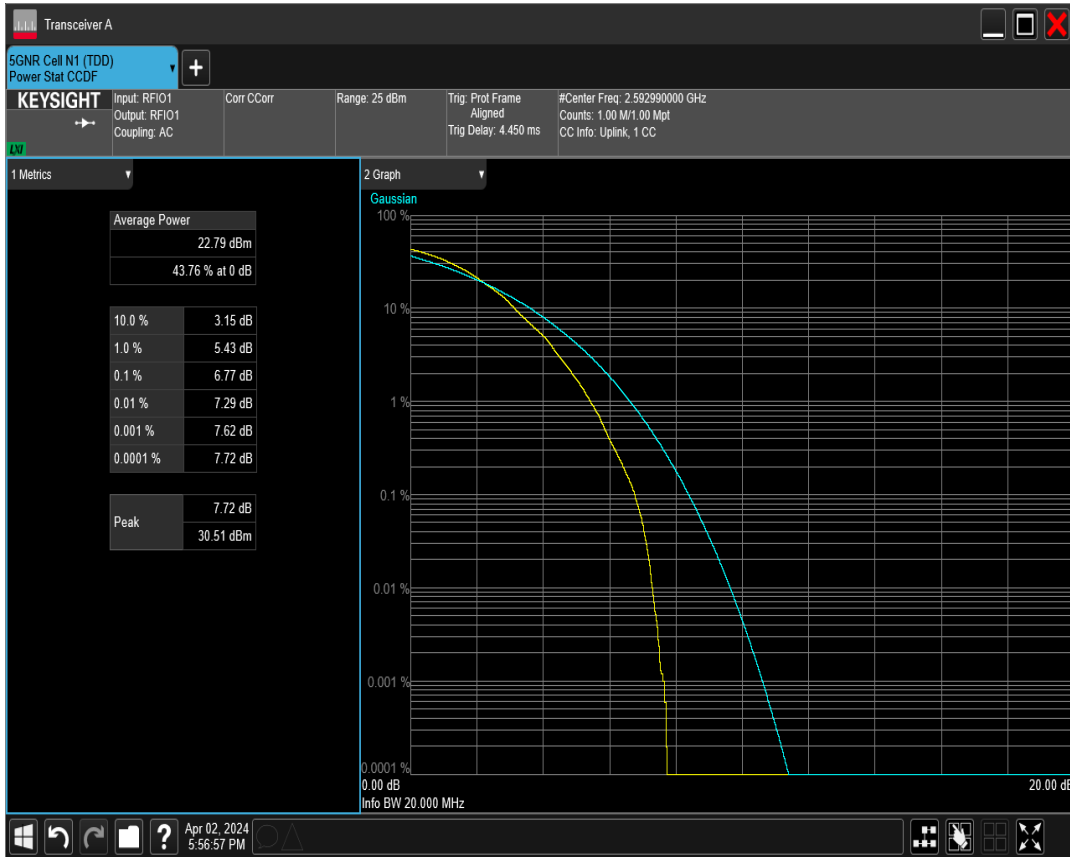 Transceiver A
5GNR Cell N1 (TDD)
Power Stat CCDF
KEYSIGHT
LXI
Input: RFIO1
Output: RFIO1
Coupling: AC
Corr CCorr
Range: 25 dBm
Trig: Prot Frame
Aligned
Trig Delay: 4.450 ms
#Center Freq: 2.592990000 GHz
Counts: 1.00 M/1.00 Mpt
CC Info: Uplink, 1 CC
1 Metrics
Average Power
22.79 dBm
43.76 % at 0 dB
10.0 % 3.15 dB
1.0 % 5.43 dB
0.1 % 6.77 dB
0.01 % 7.29 dB
0.001 % 7.62 dB
0.0001 % 7.72 dB
Peak
7.72 dB
30.51 dBm
2 Graph
Gaussian
100 %
10 %
1 %
0.1 %
0.01 %
0.001 %
0.0001 %
0.00 dB 20.00 dB
Info BW 20.000 MHz
? Apr 02, 2024
5:56:57 PM